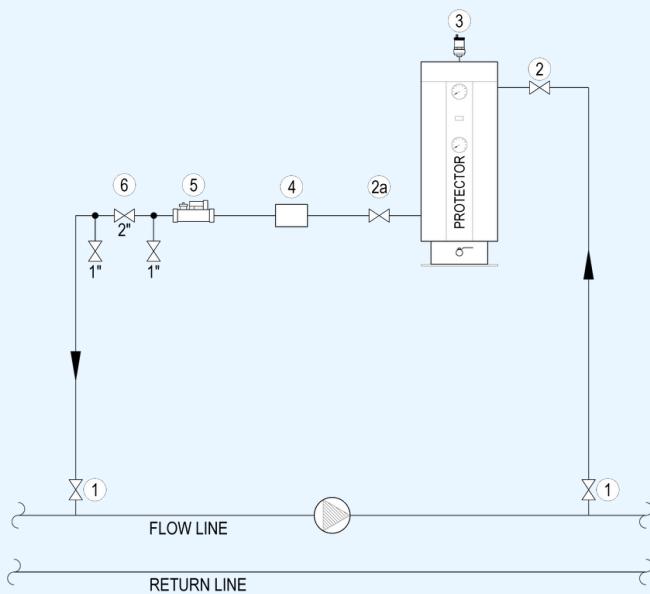 3
2
6
5
4
2a
PROTECTOR
2"
1"
1"
1
1
FLOW LINE
RETURN LINE